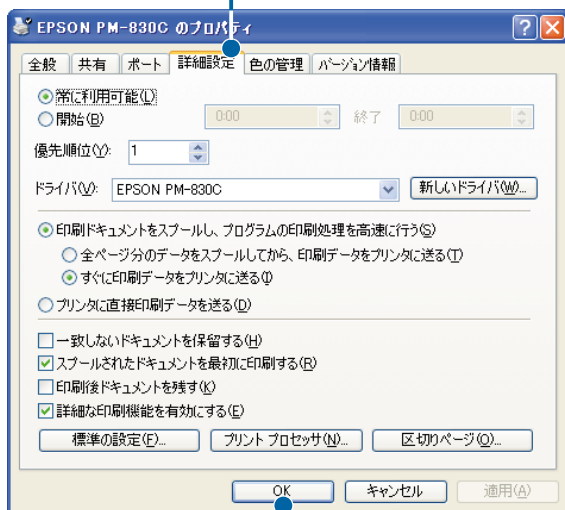 EPSON PM-830C のプロパティ
全般 共有 ポート 詳細設定 色の管理 バージョン情報
常に利用可能(L)
開始(B) 0:00 終了 0:00
優先順位(Y): 1
ドライバ(V): EPSON PM-830C 新しいドライバ(W)...
印刷ドキュメントをスプールし、プログラムの印刷処理を高速に行う(S)
全ページ分のデータをスプールしてから、印刷データをプリンタに送る(T)
すぐに印刷データをプリンタに送る(I)
プリンタに直接印刷データを送る(D)
一致しないドキュメントを保留する(H)
スプールされたドキュメントを最初に印刷する(R)
印刷後ドキュメントを残す(K)
詳細な印刷機能を有効にする(E)
標準の設定(F)... プリント プロセッサ(N)... 区切りページ(O)...
OK キャンセル 適用(A)